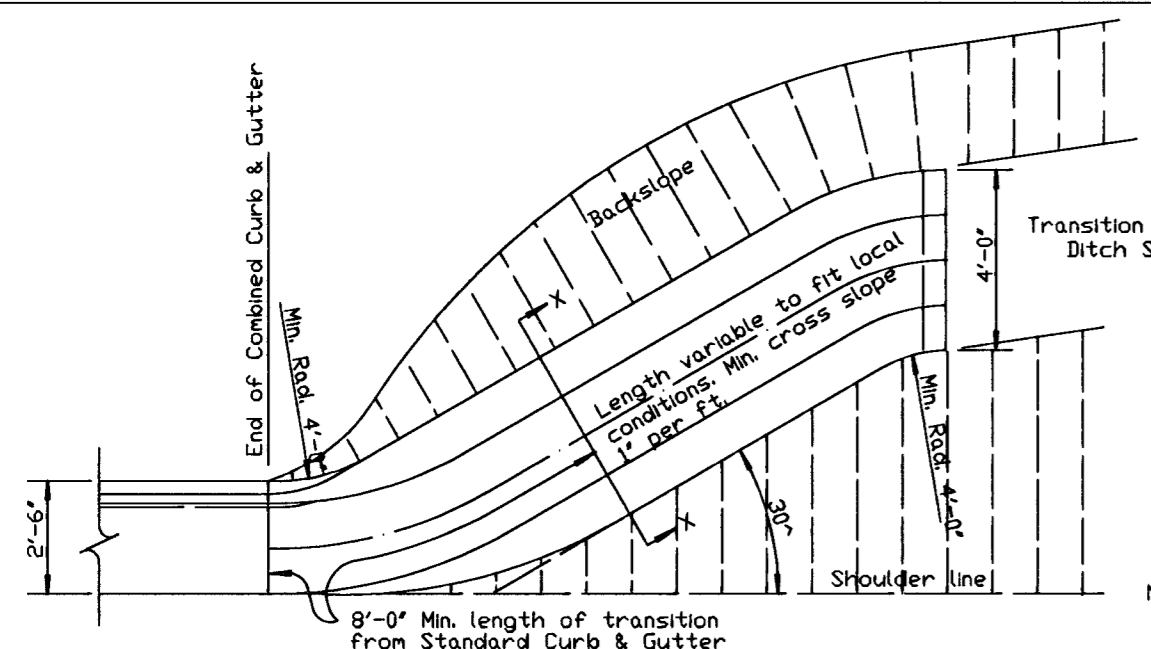 End of Combined Curb & Gutter
Backslope
Min. Rad. 4'-0"
X
Length variable to fit local
conditions. Min. cross slope
1" per ft.
4'-0"
Transition
Ditch S
Min. Rad. 4'-0"
2'-6"
X
30^
Shoulder line
8'-0" Min. length of transition
from Standard Curb & Gutter